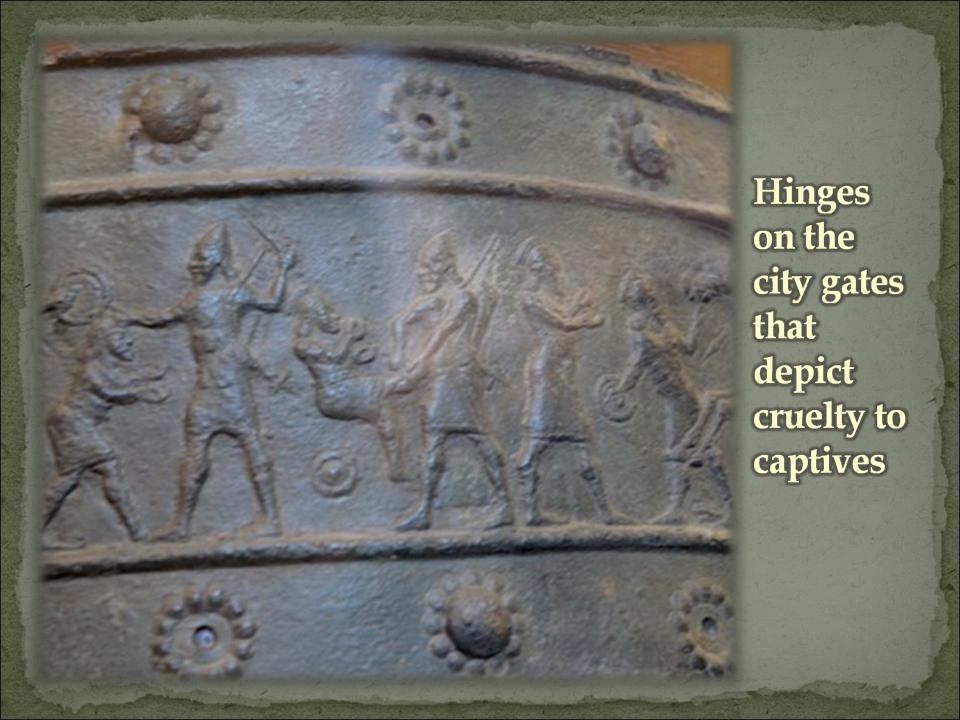 Hinges
on the
city gates
that
depict
cruelty to
captives